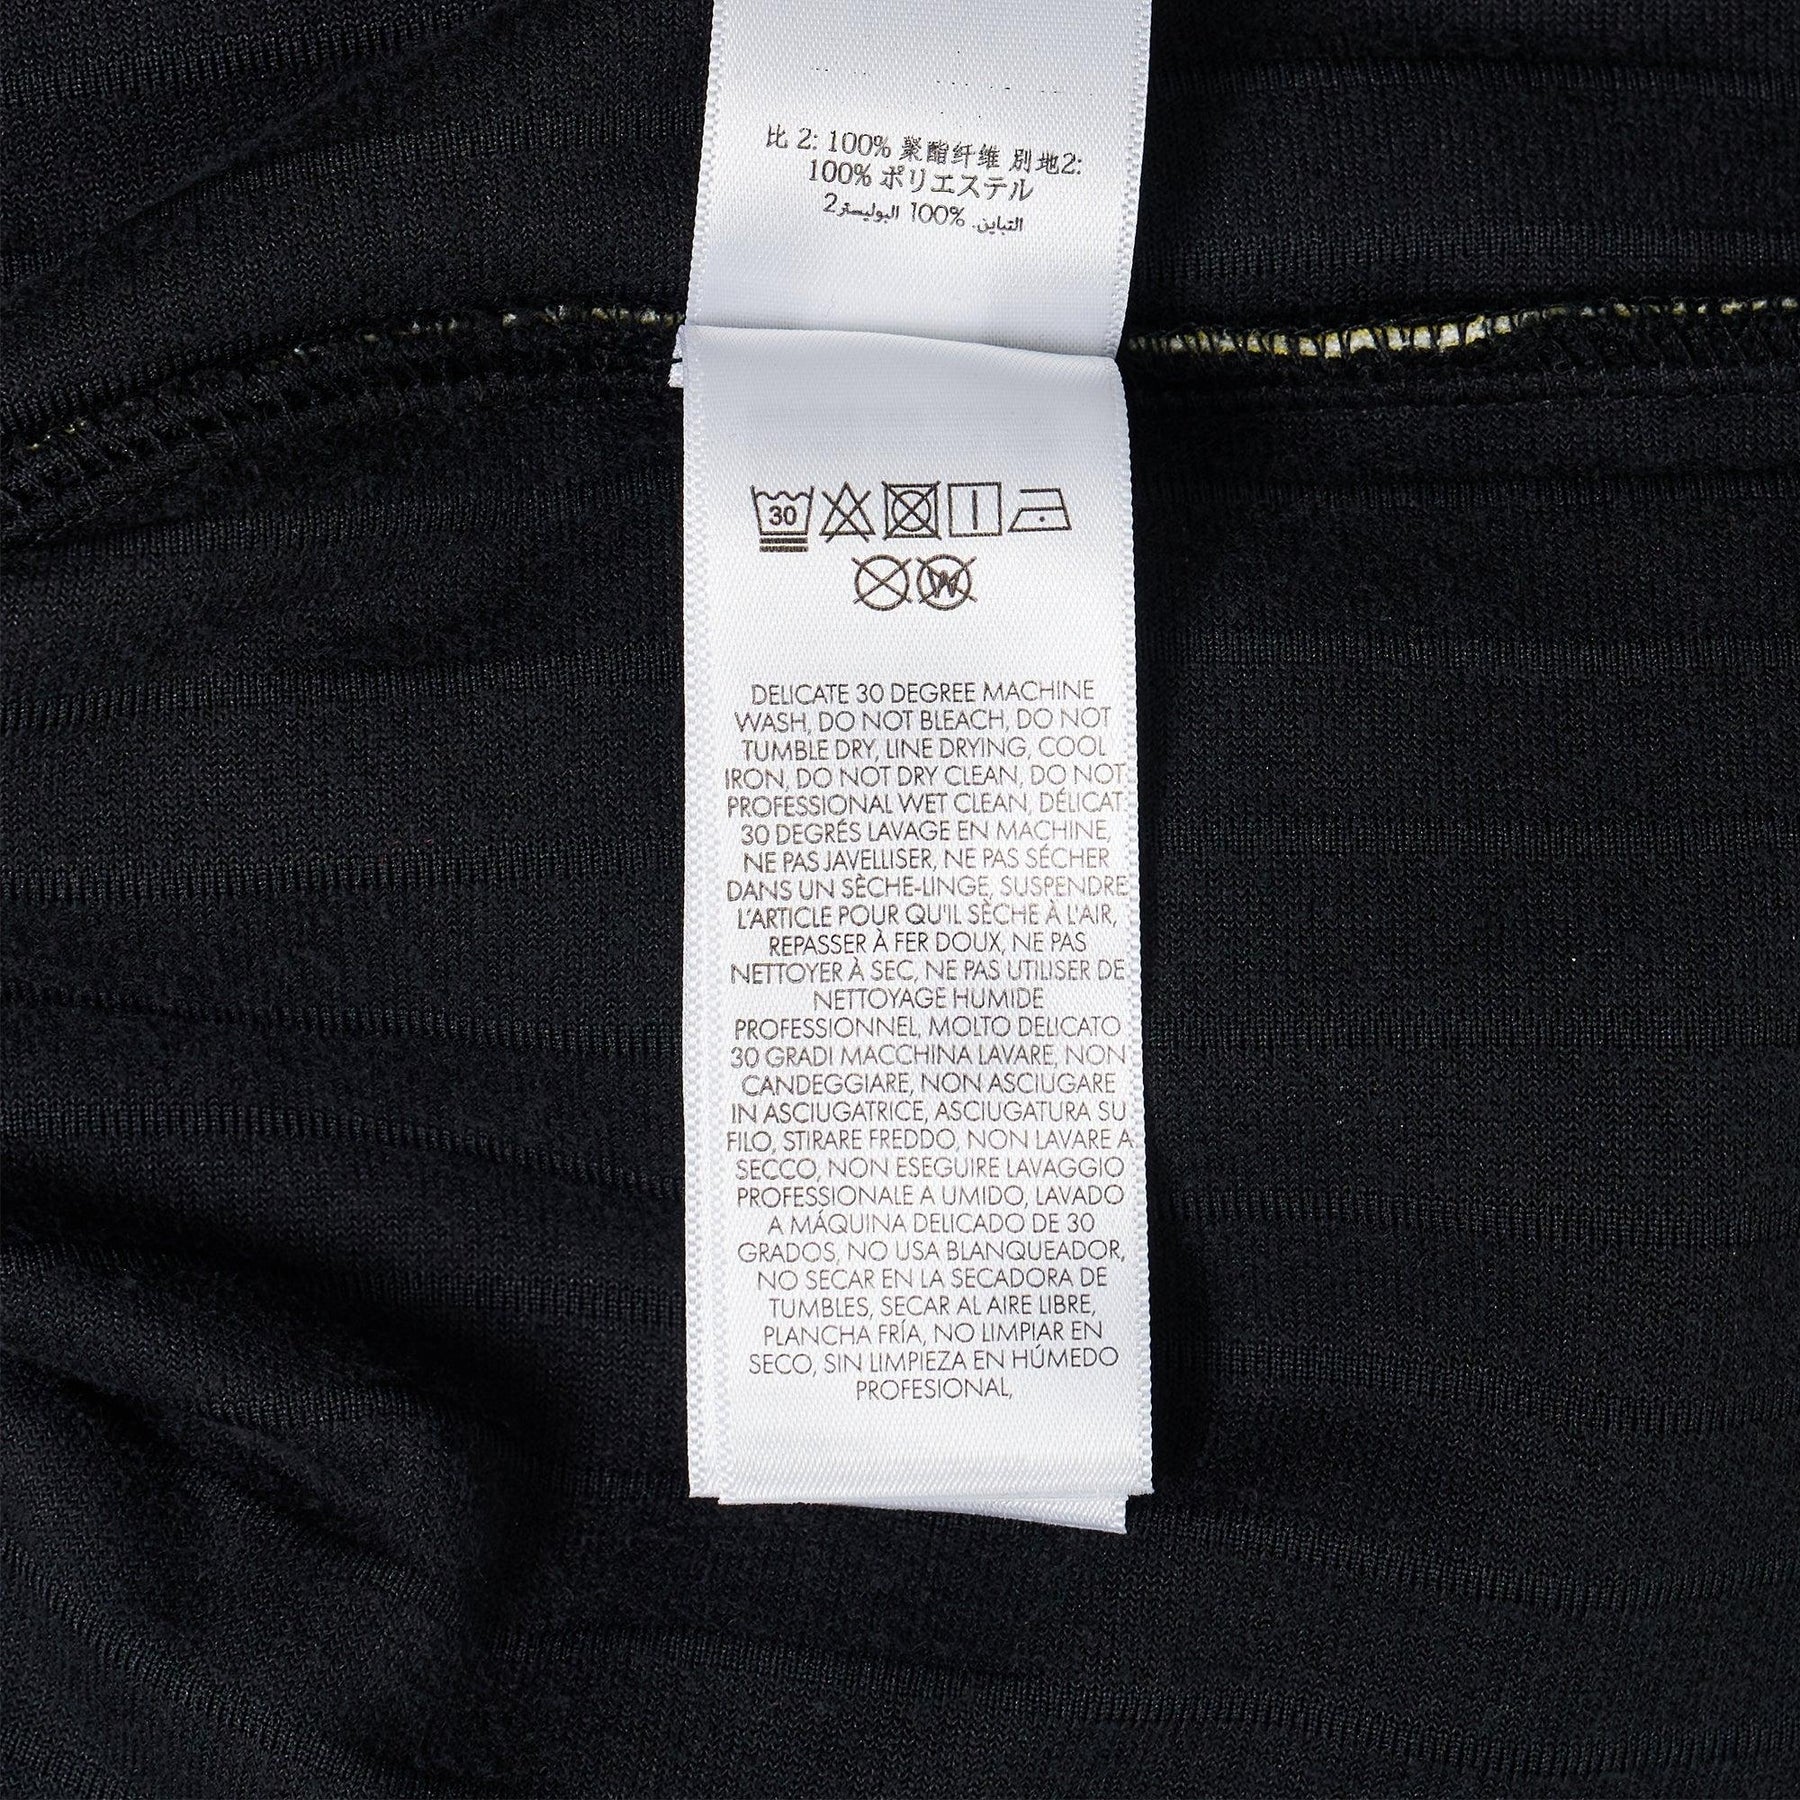 比 2: 100% 聚酯纤维 別地2:
100% ポリエステル
التباين. 100% البوليستر2
30
W
DELICATE 30 DEGREE MACHINE
WASH, DO NOT BLEACH, DO NOT
TUMBLE DRY, LINE DRYING, COOL
IRON, DO NOT DRY CLEAN, DO NOT
PROFESSIONAL WET CLEAN, DÉLICAT
30 DEGRÉS LAVAGE EN MACHINE,
NE PAS JAVELLISER, NE PAS SÉCHER
DANS UN SÈCHE-LINGE, SUSPENDRE
L'ARTICLE POUR QU'IL SÈCHE À L'AIR,
REPASSER À FER DOUX, NE PAS
NETTOYER À SEC, NE PAS UTILISER DE
NETTOYAGE HUMIDE
PROFESSIONNEL, MOLTO DELICATO
30 GRADI MACCHINA LAVARE, NON
CANDEGGIARE, NON ASCIUGARE
IN ASCIUGATRICE, ASCIUGATURA SU
FILO, STIRARE FREDDO, NON LAVARE A
SECCO, NON ESEGUIRE LAVAGGIO
PROFESSIONALE A UMIDO, LAVADO
A MÁQUINA DELICADO DE 30
GRADOS, NO USA BLANQUEADOR,
NO SECAR EN LA SECADORA DE
TUMBLES, SECAR AL AIRE LIBRE,
PLANCHA FRÍA, NO LIMPIAR EN
SECO, SIN LIMPIEZA EN HÚMEDO
PROFESIONAL,